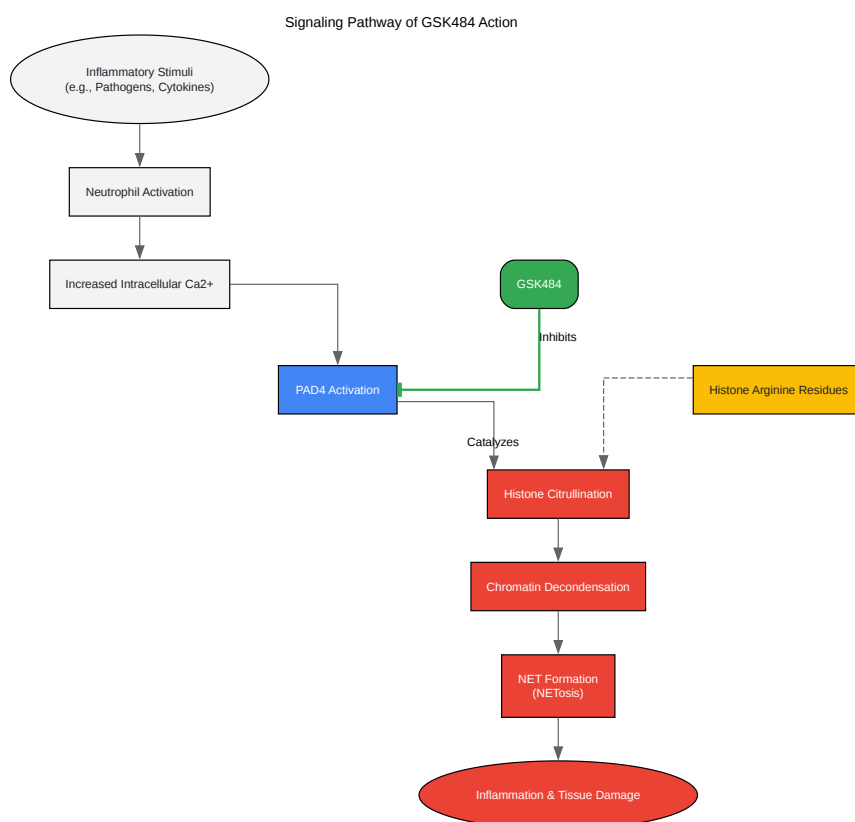 Signaling Pathway of GSK484 Action
Inflammatory Stimuli
(e.g., Pathogens, Cytokines)
Neutrophil Activation
Increased Intracellular Ca2+
GSK484
Inhibits
PAD4 Activation
Histone Arginine Residues
Catalyzes
Histone Citrullination
Chromatin Decondensation
NET Formation
(NETosis)
Inflammation & Tissue Damage